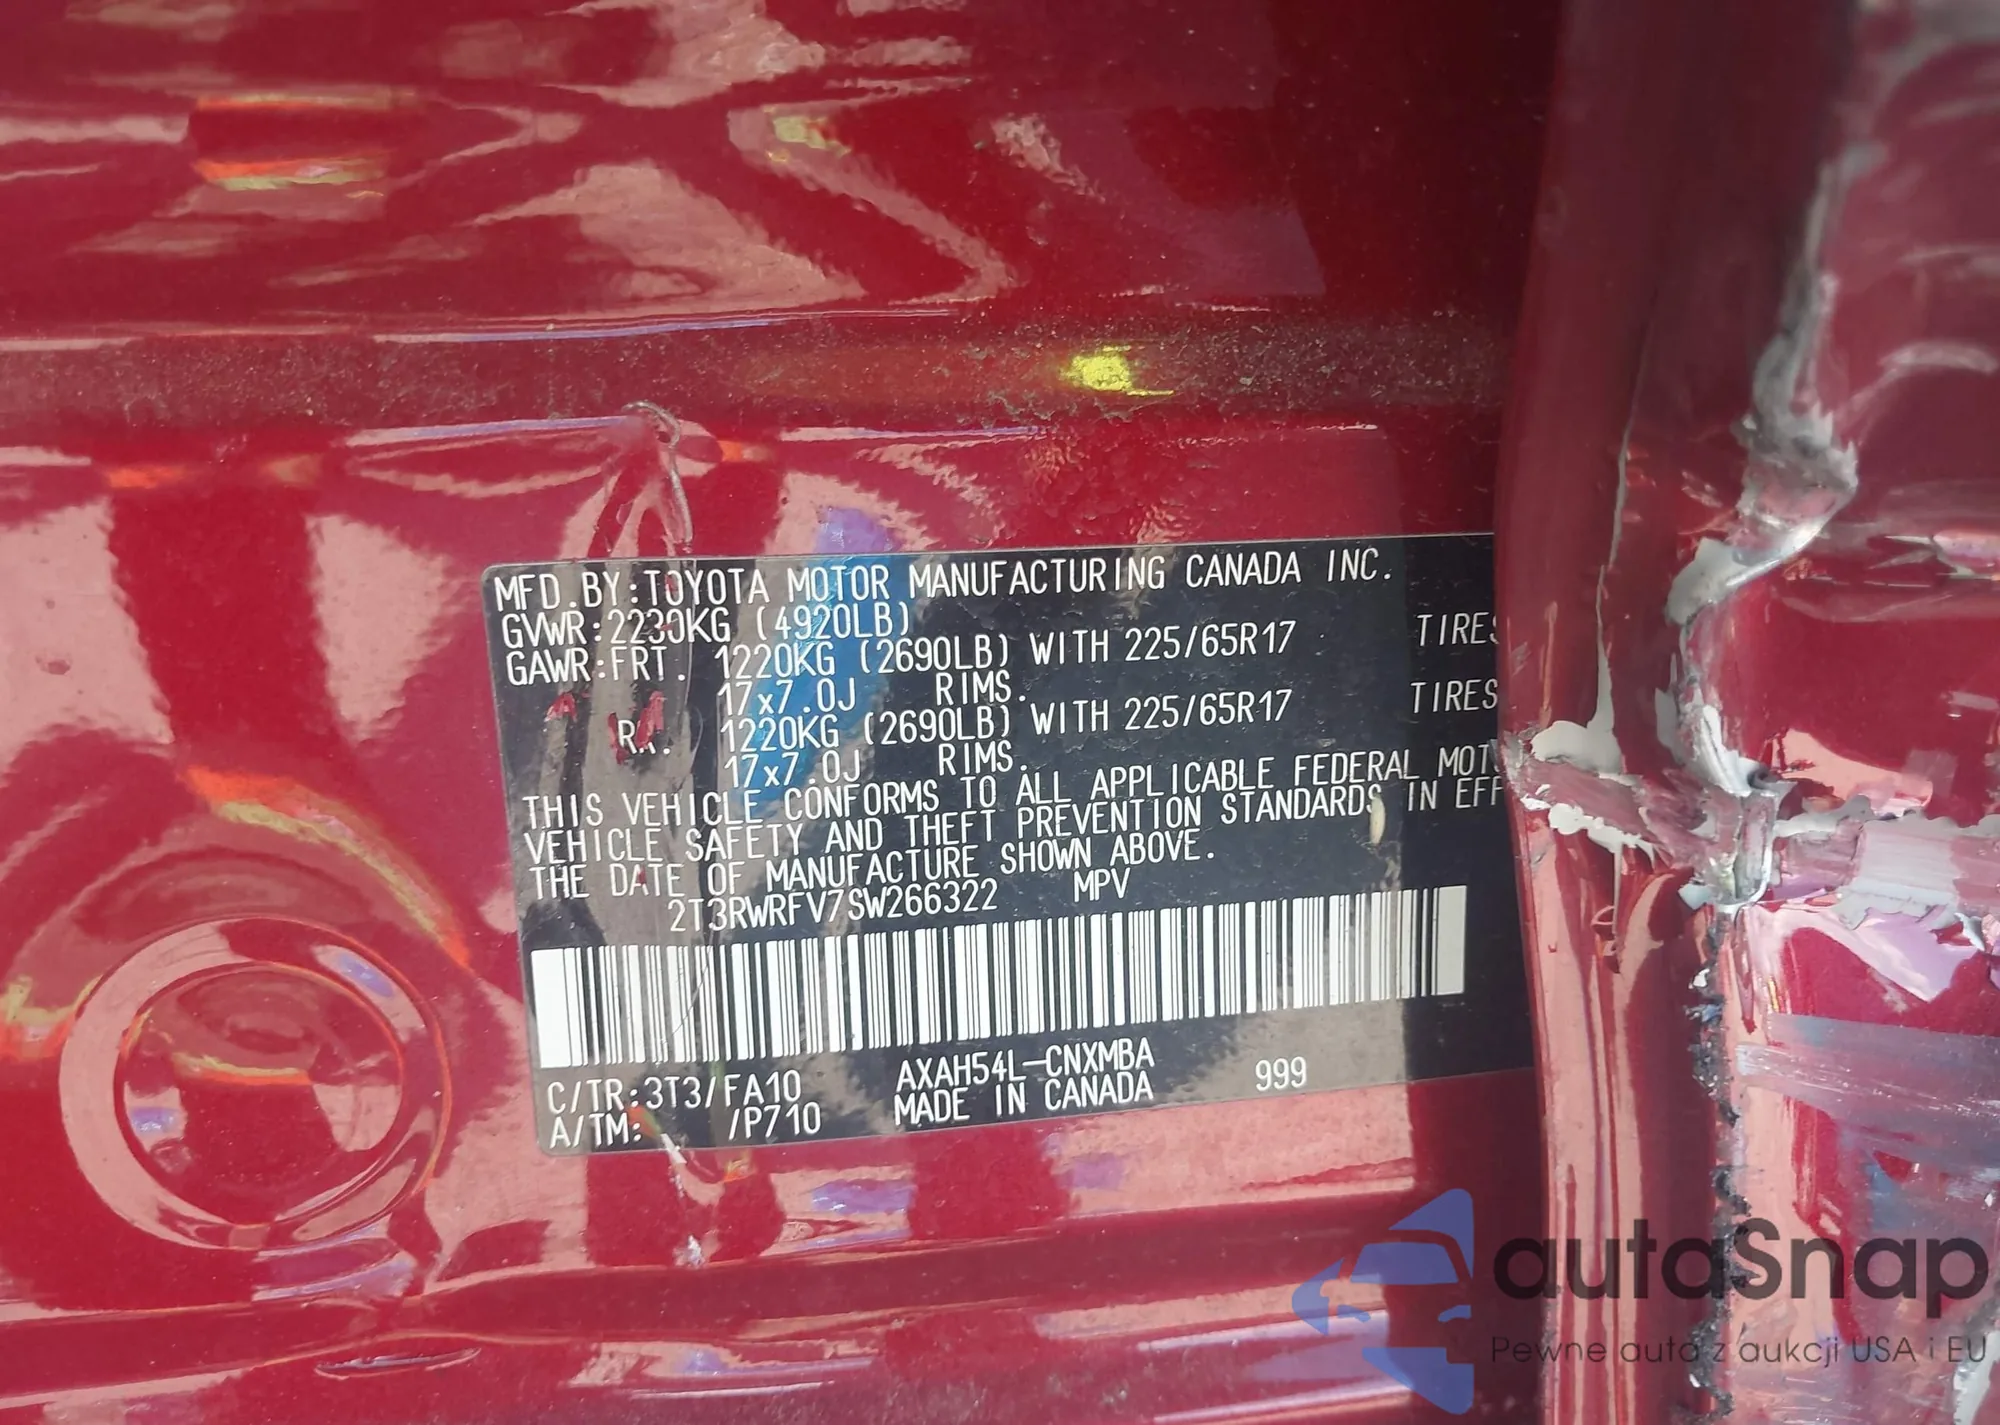 MFD.BY:TOYOTA MOTOR MANUFACTURING CANADA INC.
GVWR:2230KG (4920LB)
GAWR:FRT. 1220KG (2690LB) WITH 225/65R17 TIRES
17x7.0J RIMS.
1220KG (2690LB) WITH 225/65R17 TIRES
17x7.0J RIMS.
THIS VEHICLE CONFORMS TO ALL APPLICABLE FEDERAL MOT
VEHICLE SAFETY AND THEFT PREVENTION STANDARDS IN EFF
THE DATE OF MANUFACTURE SHOWN ABOVE.
2T3RWRFV7SW266322 MPV
C/TR:3T3/FA10 AXAH54L-CNXMBA 999
A/TM: /P710 MADE IN CANADA
autaSnap
Pewne auta z aukcji USA i EU